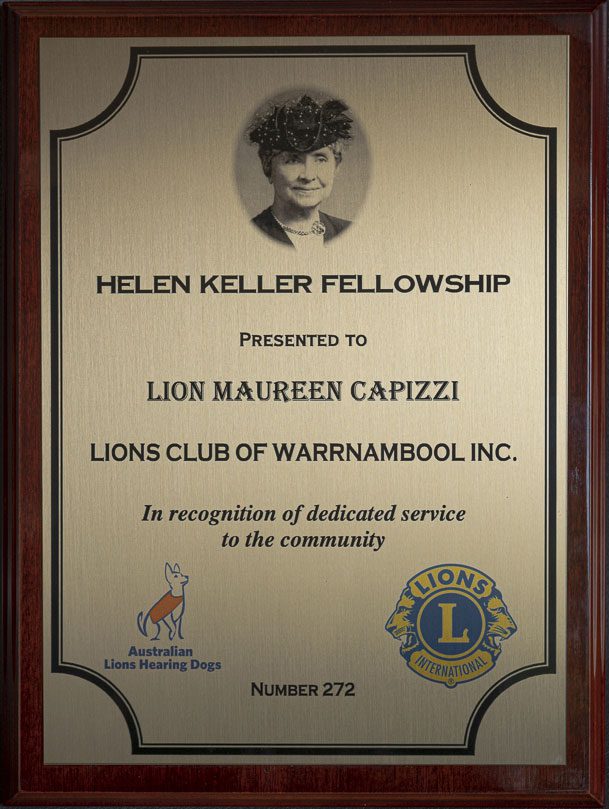 HELEN KELLER FELLOWSHIP
PRESENTED TO
LION MAUREEN CAPIZZI
LIONS CLUB OF WARRNAMBOOL INC.
In recognition of dedicated service
to the community
Australian
Lions Hearing Dogs
LIONS
L
INTERNATIONAL
®
NUMBER 272